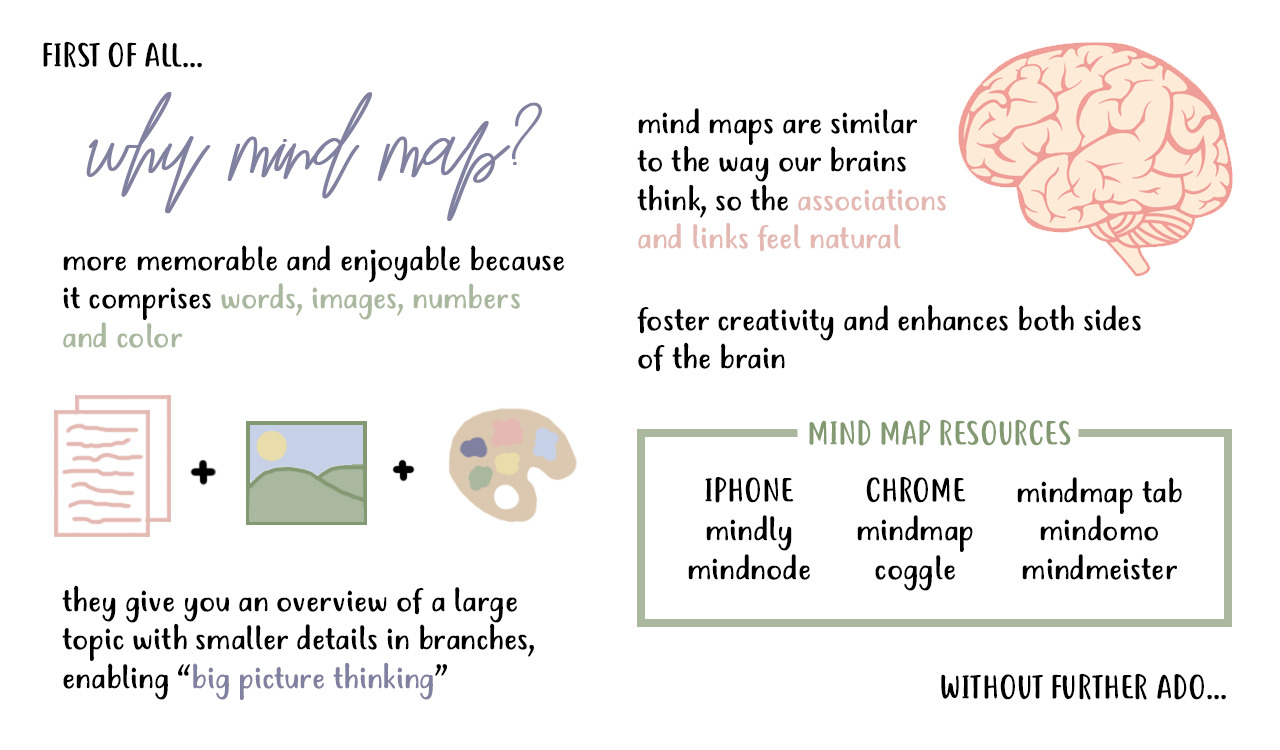 FIRST OF ALL...
why mind map?
more memorable and enjoyable because
it comprises words, images, numbers
and color
they give you an overview of a large
topic with smaller details in branches,
enabling “big picture thinking”
mind maps are similar
to the way our brains
think, so the associations
and links feel natural
foster creativity and enhances both sides
of the brain
MIND MAP RESOURCES
IPHONE CHROME mindmap tab
mindly mindmap mindomo
mindnode coggle mindmeister
WITHOUT FURTHER ADO...